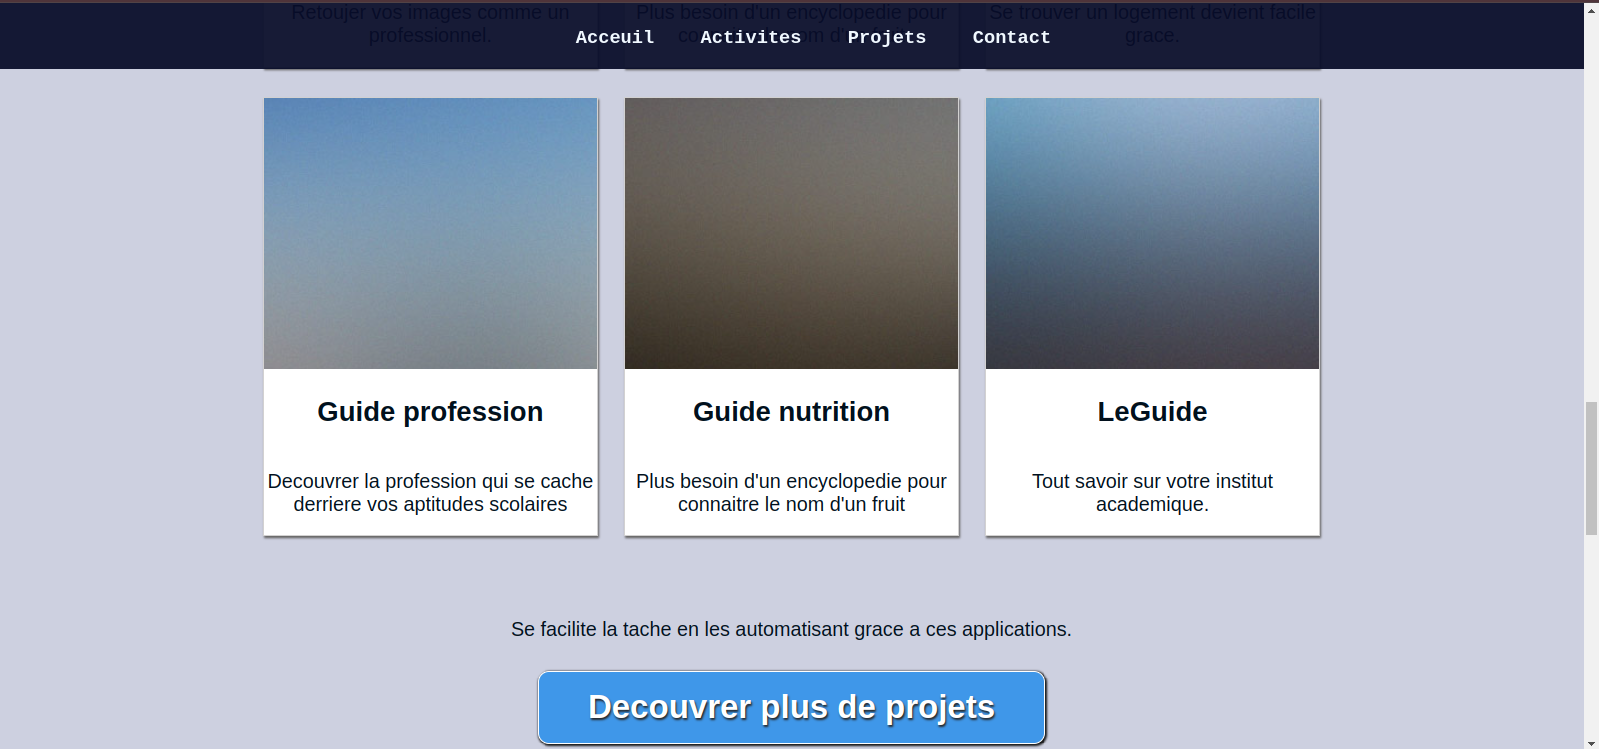 Retoujer vos images comme un
professionnel.
Plus besoin d'un encyclopedie pour
Se trouver un logement devient facile
grace.
Acceuil Activites Projets Contact
Guide profession
Decouvrer la profession qui se cache
derriere vos aptitudes scolaires
Guide nutrition
Plus besoin d'un encyclopedie pour
connaitre le nom d'un fruit
LeGuide
Tout savoir sur votre institut
academique.
Se facilite la tache en les automatisant grace a ces applications.
Decouvrer plus de projets